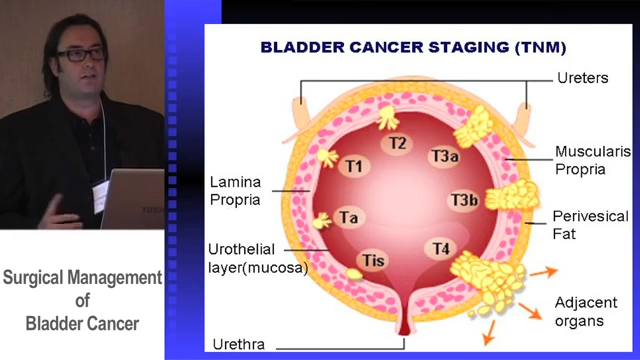 BLADDER CANCER STAGING (TNM)
Ureters
T2
T3a
T1
Muscularis
Propria
Lamina
Propria
T3b
Ta
Perivesical
Fat
Urothelial
layer(mucosa)
T4
Tis
Adjacent
organs
Urethra
Surgical Management
of
Bladder Cancer